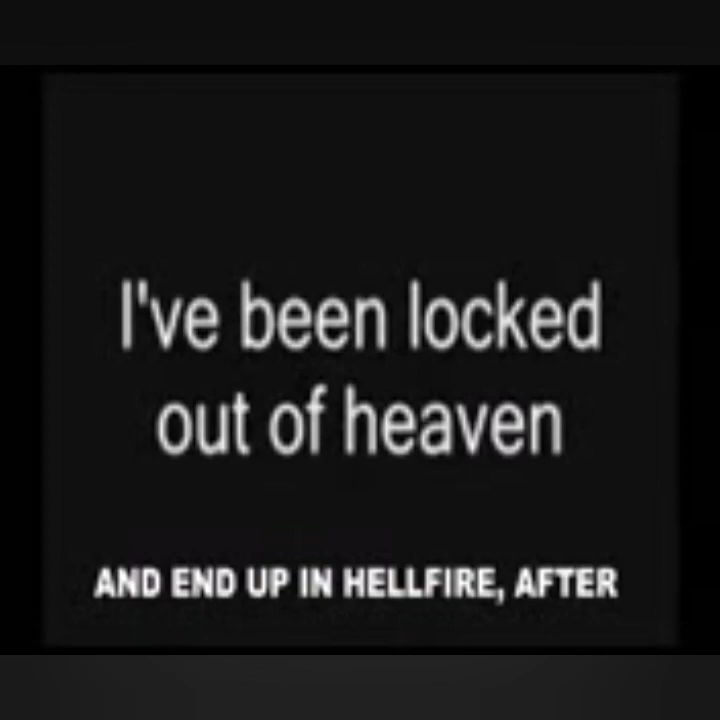 I've been locked
out of heaven
AND END UP IN HELLFIRE, AFTER